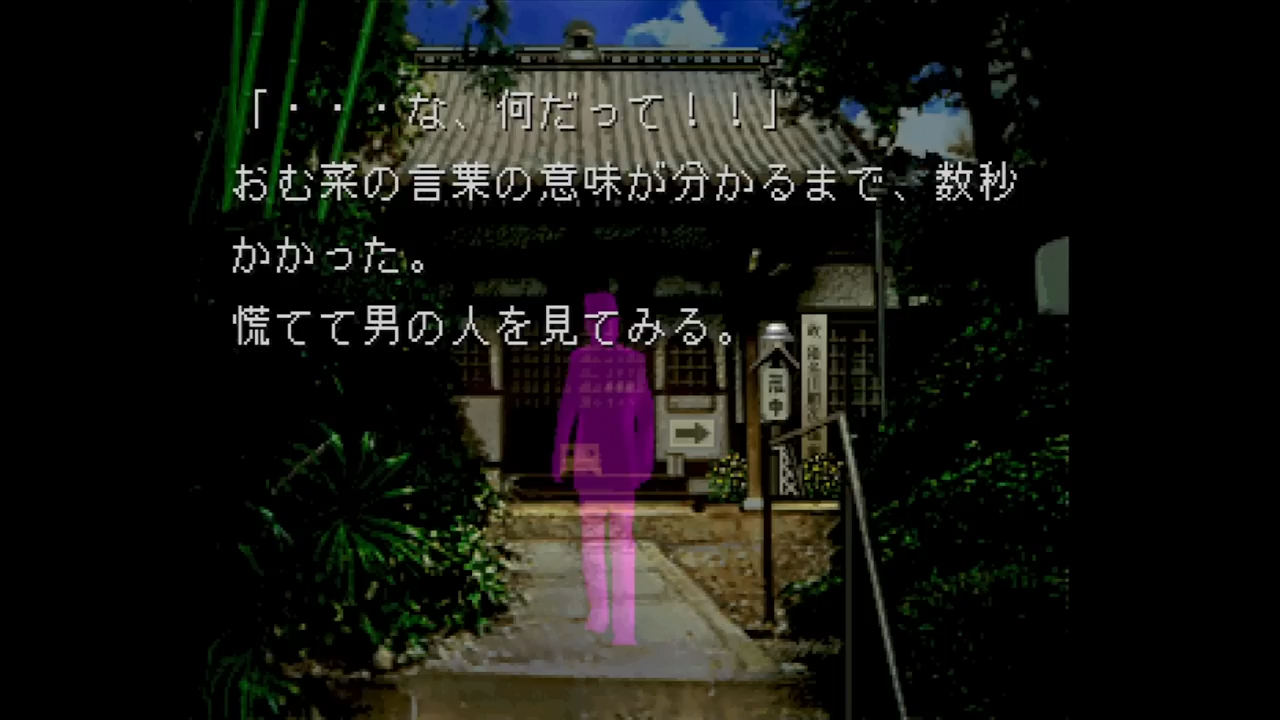 「・・・な、何だって！！」
おむ菜の言葉の意味が分かるまで、数秒
かかった。
慌てて男の人を見てみる。